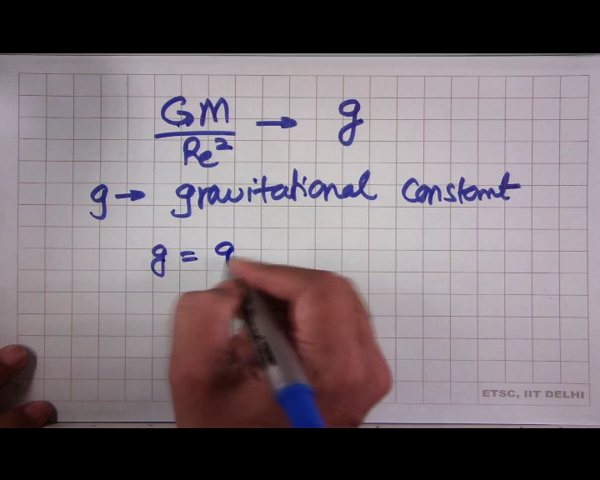 GM/Re² → g
g → gravitational constant
g = 9
ETSC, IIT DELHI